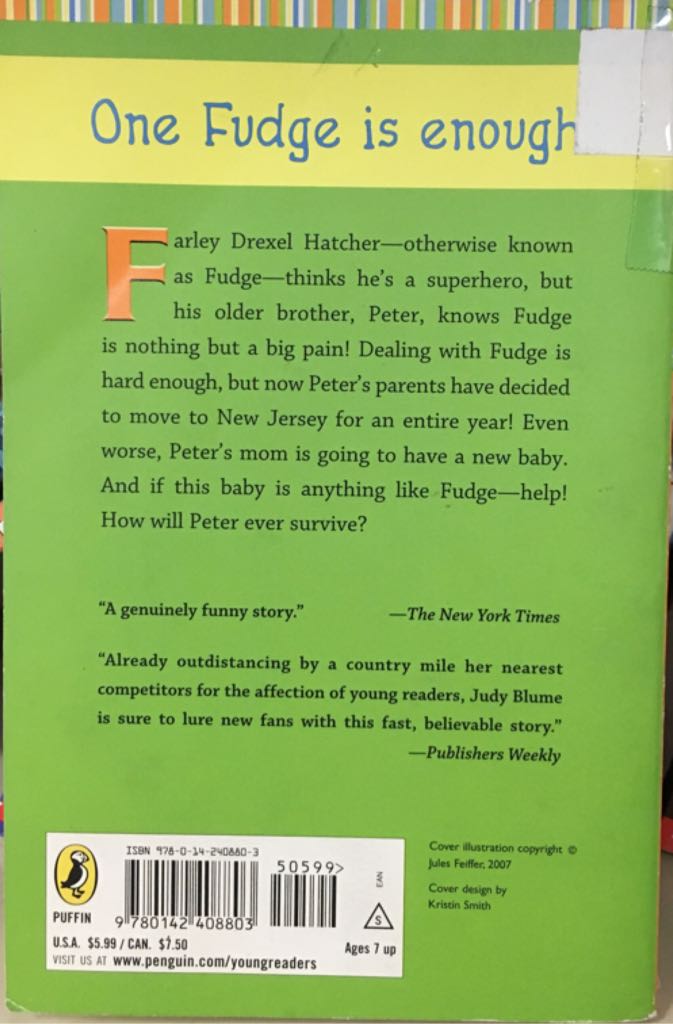 One Fudge is enough
Farley Drexel Hatcher—otherwise known
as Fudge—thinks he's a superhero, but
his older brother, Peter, knows Fudge
is nothing but a big pain! Dealing with Fudge is
hard enough, but now Peter's parents have decided
to move to New Jersey for an entire year! Even
worse, Peter's mom is going to have a new baby.
And if this baby is anything like Fudge—help!
How will Peter ever survive?
"A genuinely funny story." —The New York Times
"Already outdistancing by a country mile her nearest
competitors for the affection of young readers, Judy Blume
is sure to lure new fans with this fast, believable story."
—Publishers Weekly
ISBN 978-0-14-240880-3
50599>
EAN
S
9 780142 408803
PUFFIN
U.S.A. $5.99 / CAN. $7.50
Ages 7 up
VISIT US AT www.penguin.com/youngreaders
Cover illustration copyright ©
Jules Feiffer, 2007
Cover design by
Kristin Smith